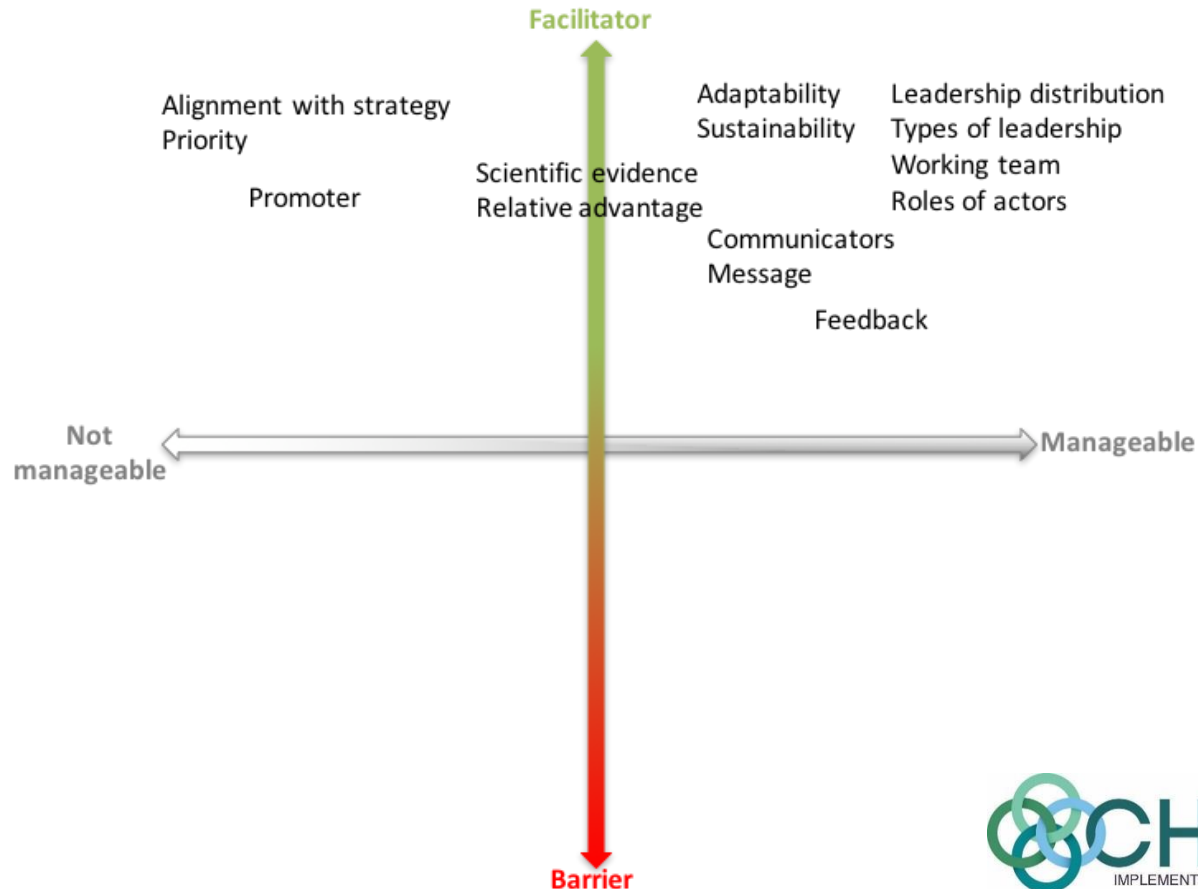 Facilitator
Alignment with strategy
Priority
Promoter
Scientific evidence
Relative advantage
Adaptability
Sustainability
Leadership distribution
Types of leadership
Working team
Roles of actors
Communicators
Message
Feedback
Not
manageable
Manageable
Barrier
CH
IMPLEMENT